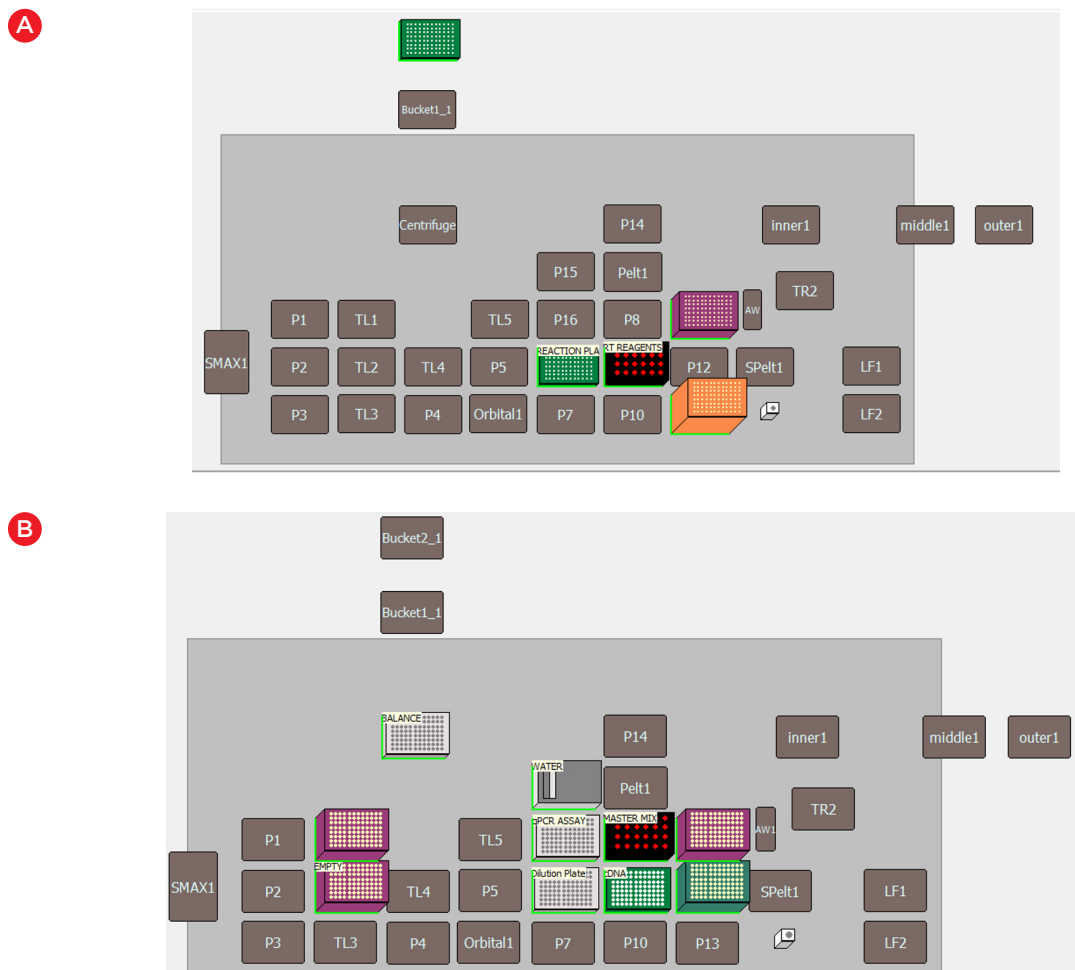 A
Bucket1_1
Centrifuge
P14
inner1
middle1
outer1
P15
Pelt1
TR2
P1
TL1
TL5
P16
P8
AW
SMAX1
P2
TL2
TL4
P5
REACTION PLA
RT REAGENTS
P12
SPelt1
LF1
P3
TL3
P4
Orbital1
P7
P10
LF2
B
Bucket2_1
Bucket1_1
BALANCE
P14
inner1
middle1
outer1
WATER
Pelt1
TR2
P1
TL5
qPCR ASSAY
MASTER MIX
AW1
SMAX1
P2
EMPTY
TL4
P5
Dilution Plate
cDNA
SPelt1
LF1
P3
TL3
P4
Orbital1
P7
P10
P13
LF2